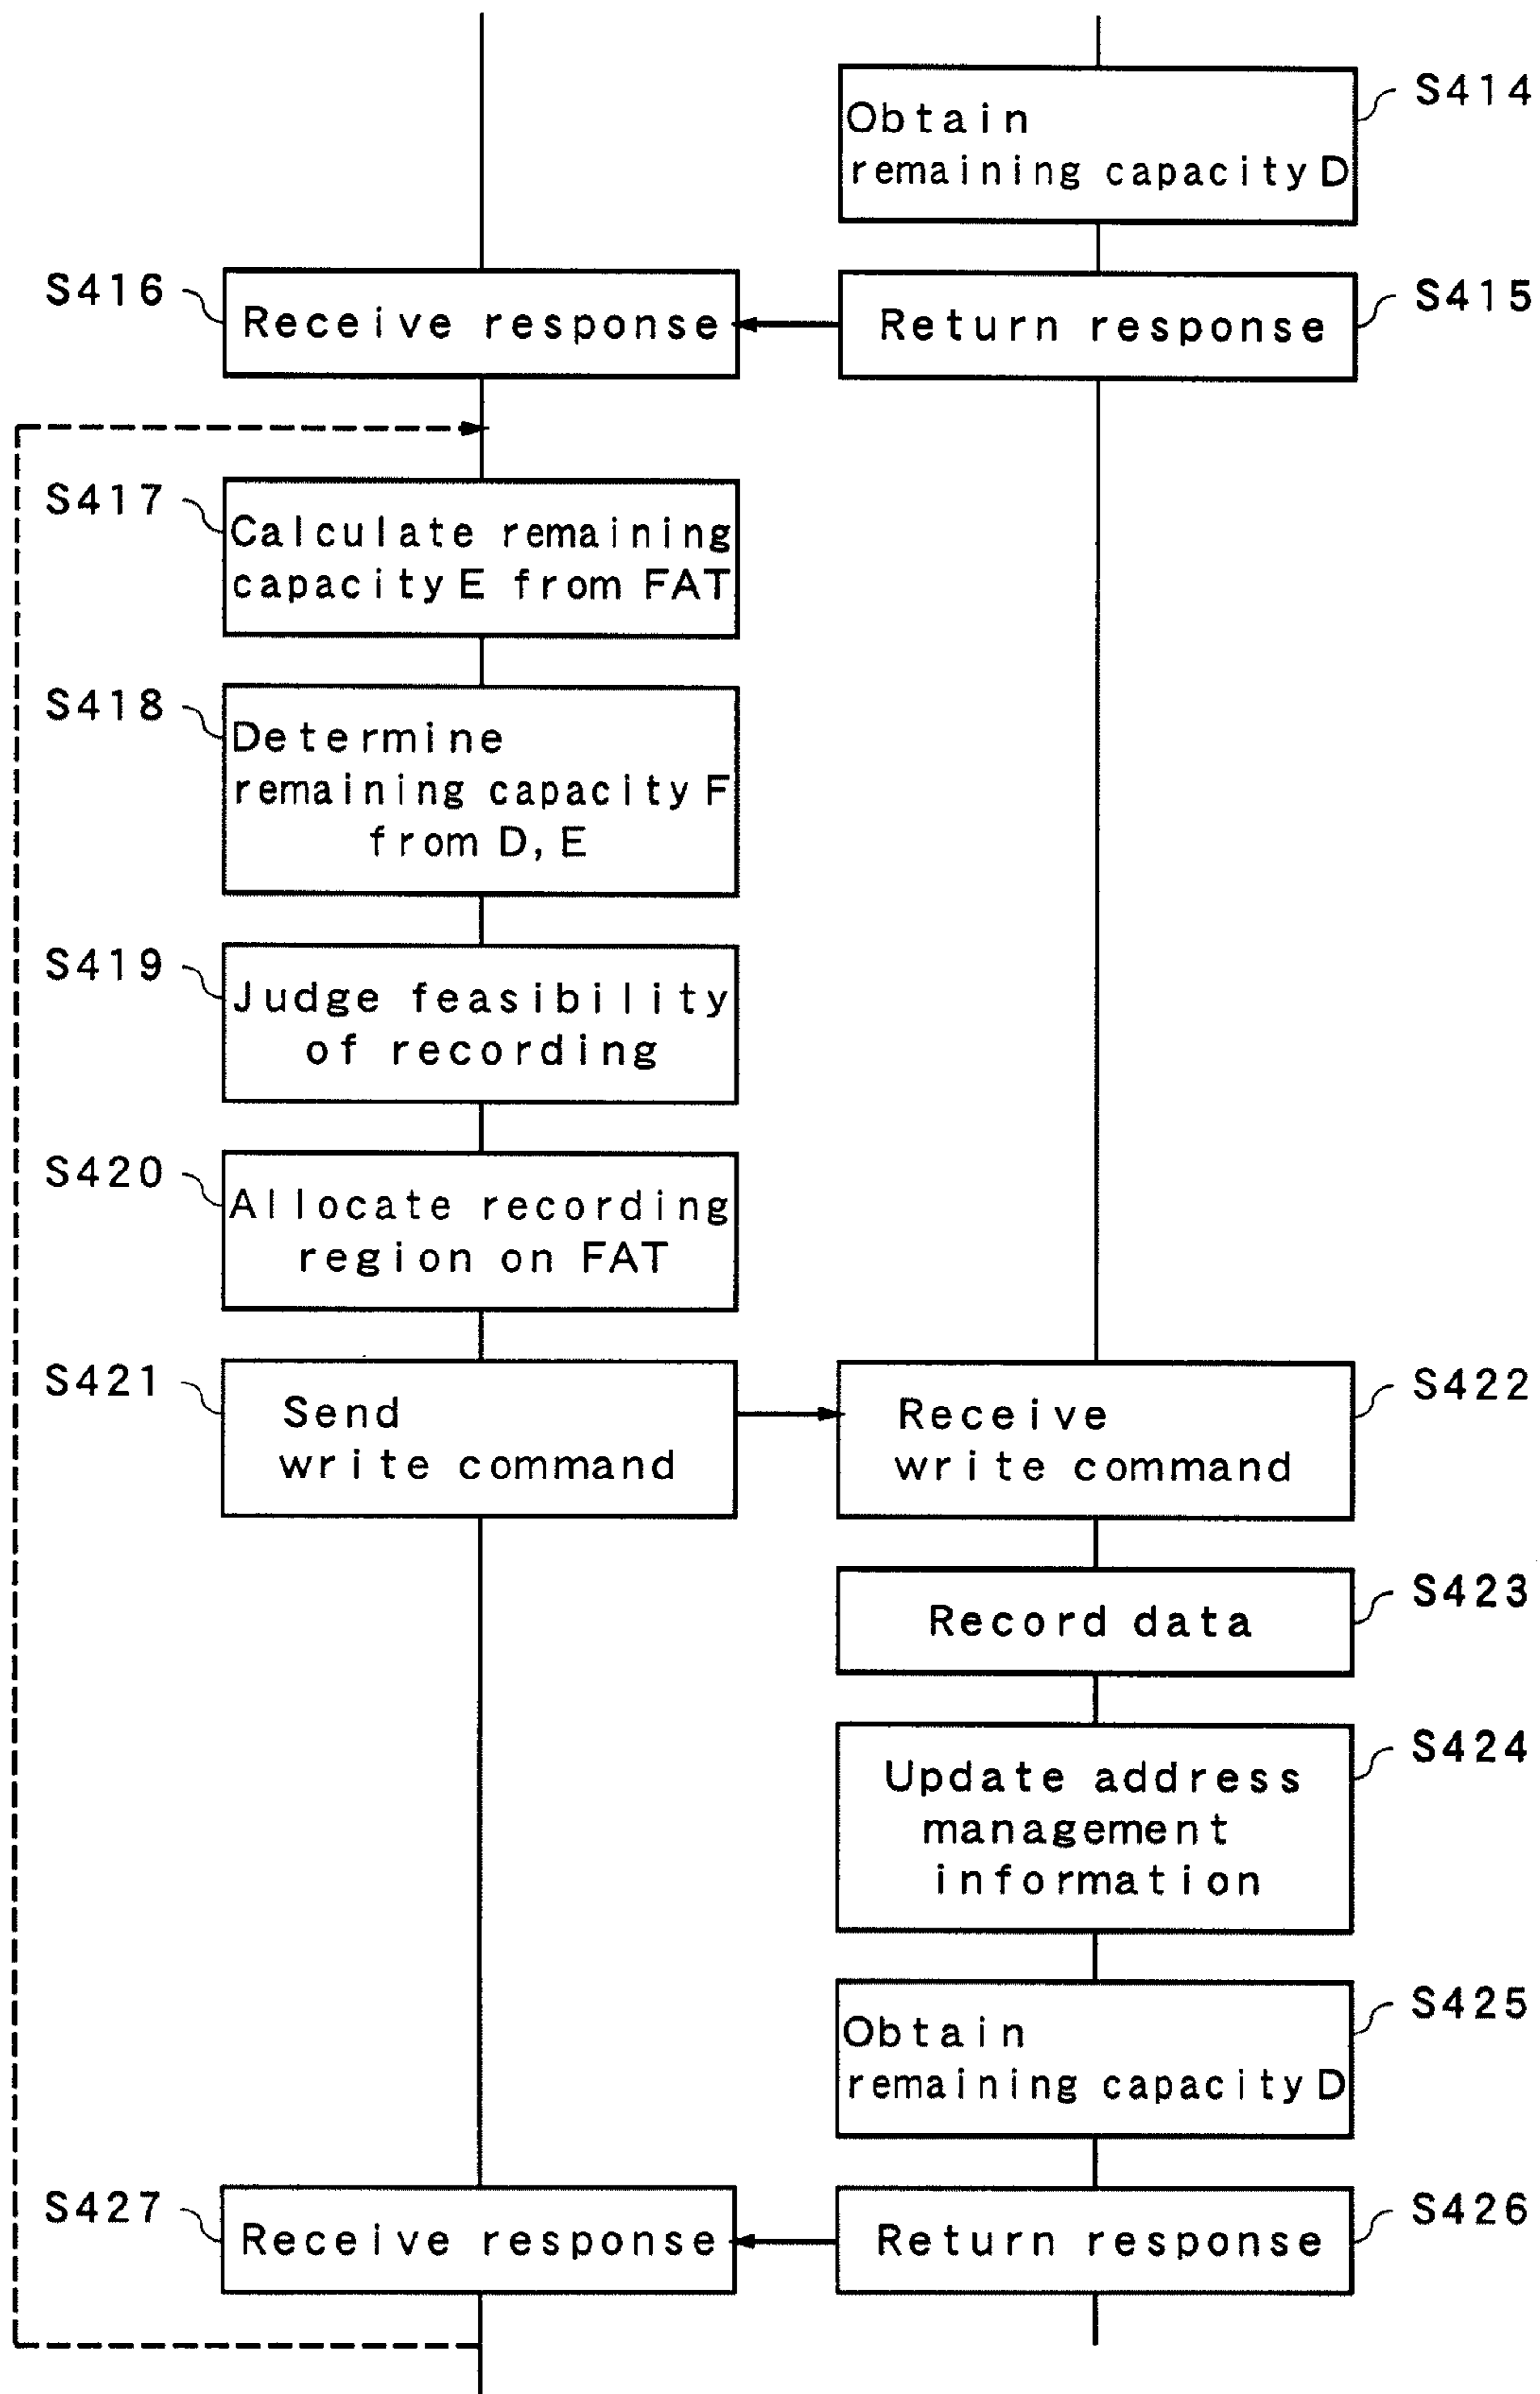 S414
Obtain
remaining capacity D
S416
Receive response
Return response
S415
S417
Calculate remaining
capacity E from FAT
S418
Determine
remaining capacity F
from D, E
S419
Judge feasibility
of recording
S420
Allocate recording
region on FAT
S421
Send
write command
S422
Receive
write command
S423
Record data
S424
Update address
management
information
S425
Obtain
remaining capacity D
S427
Receive response
Return response
S426